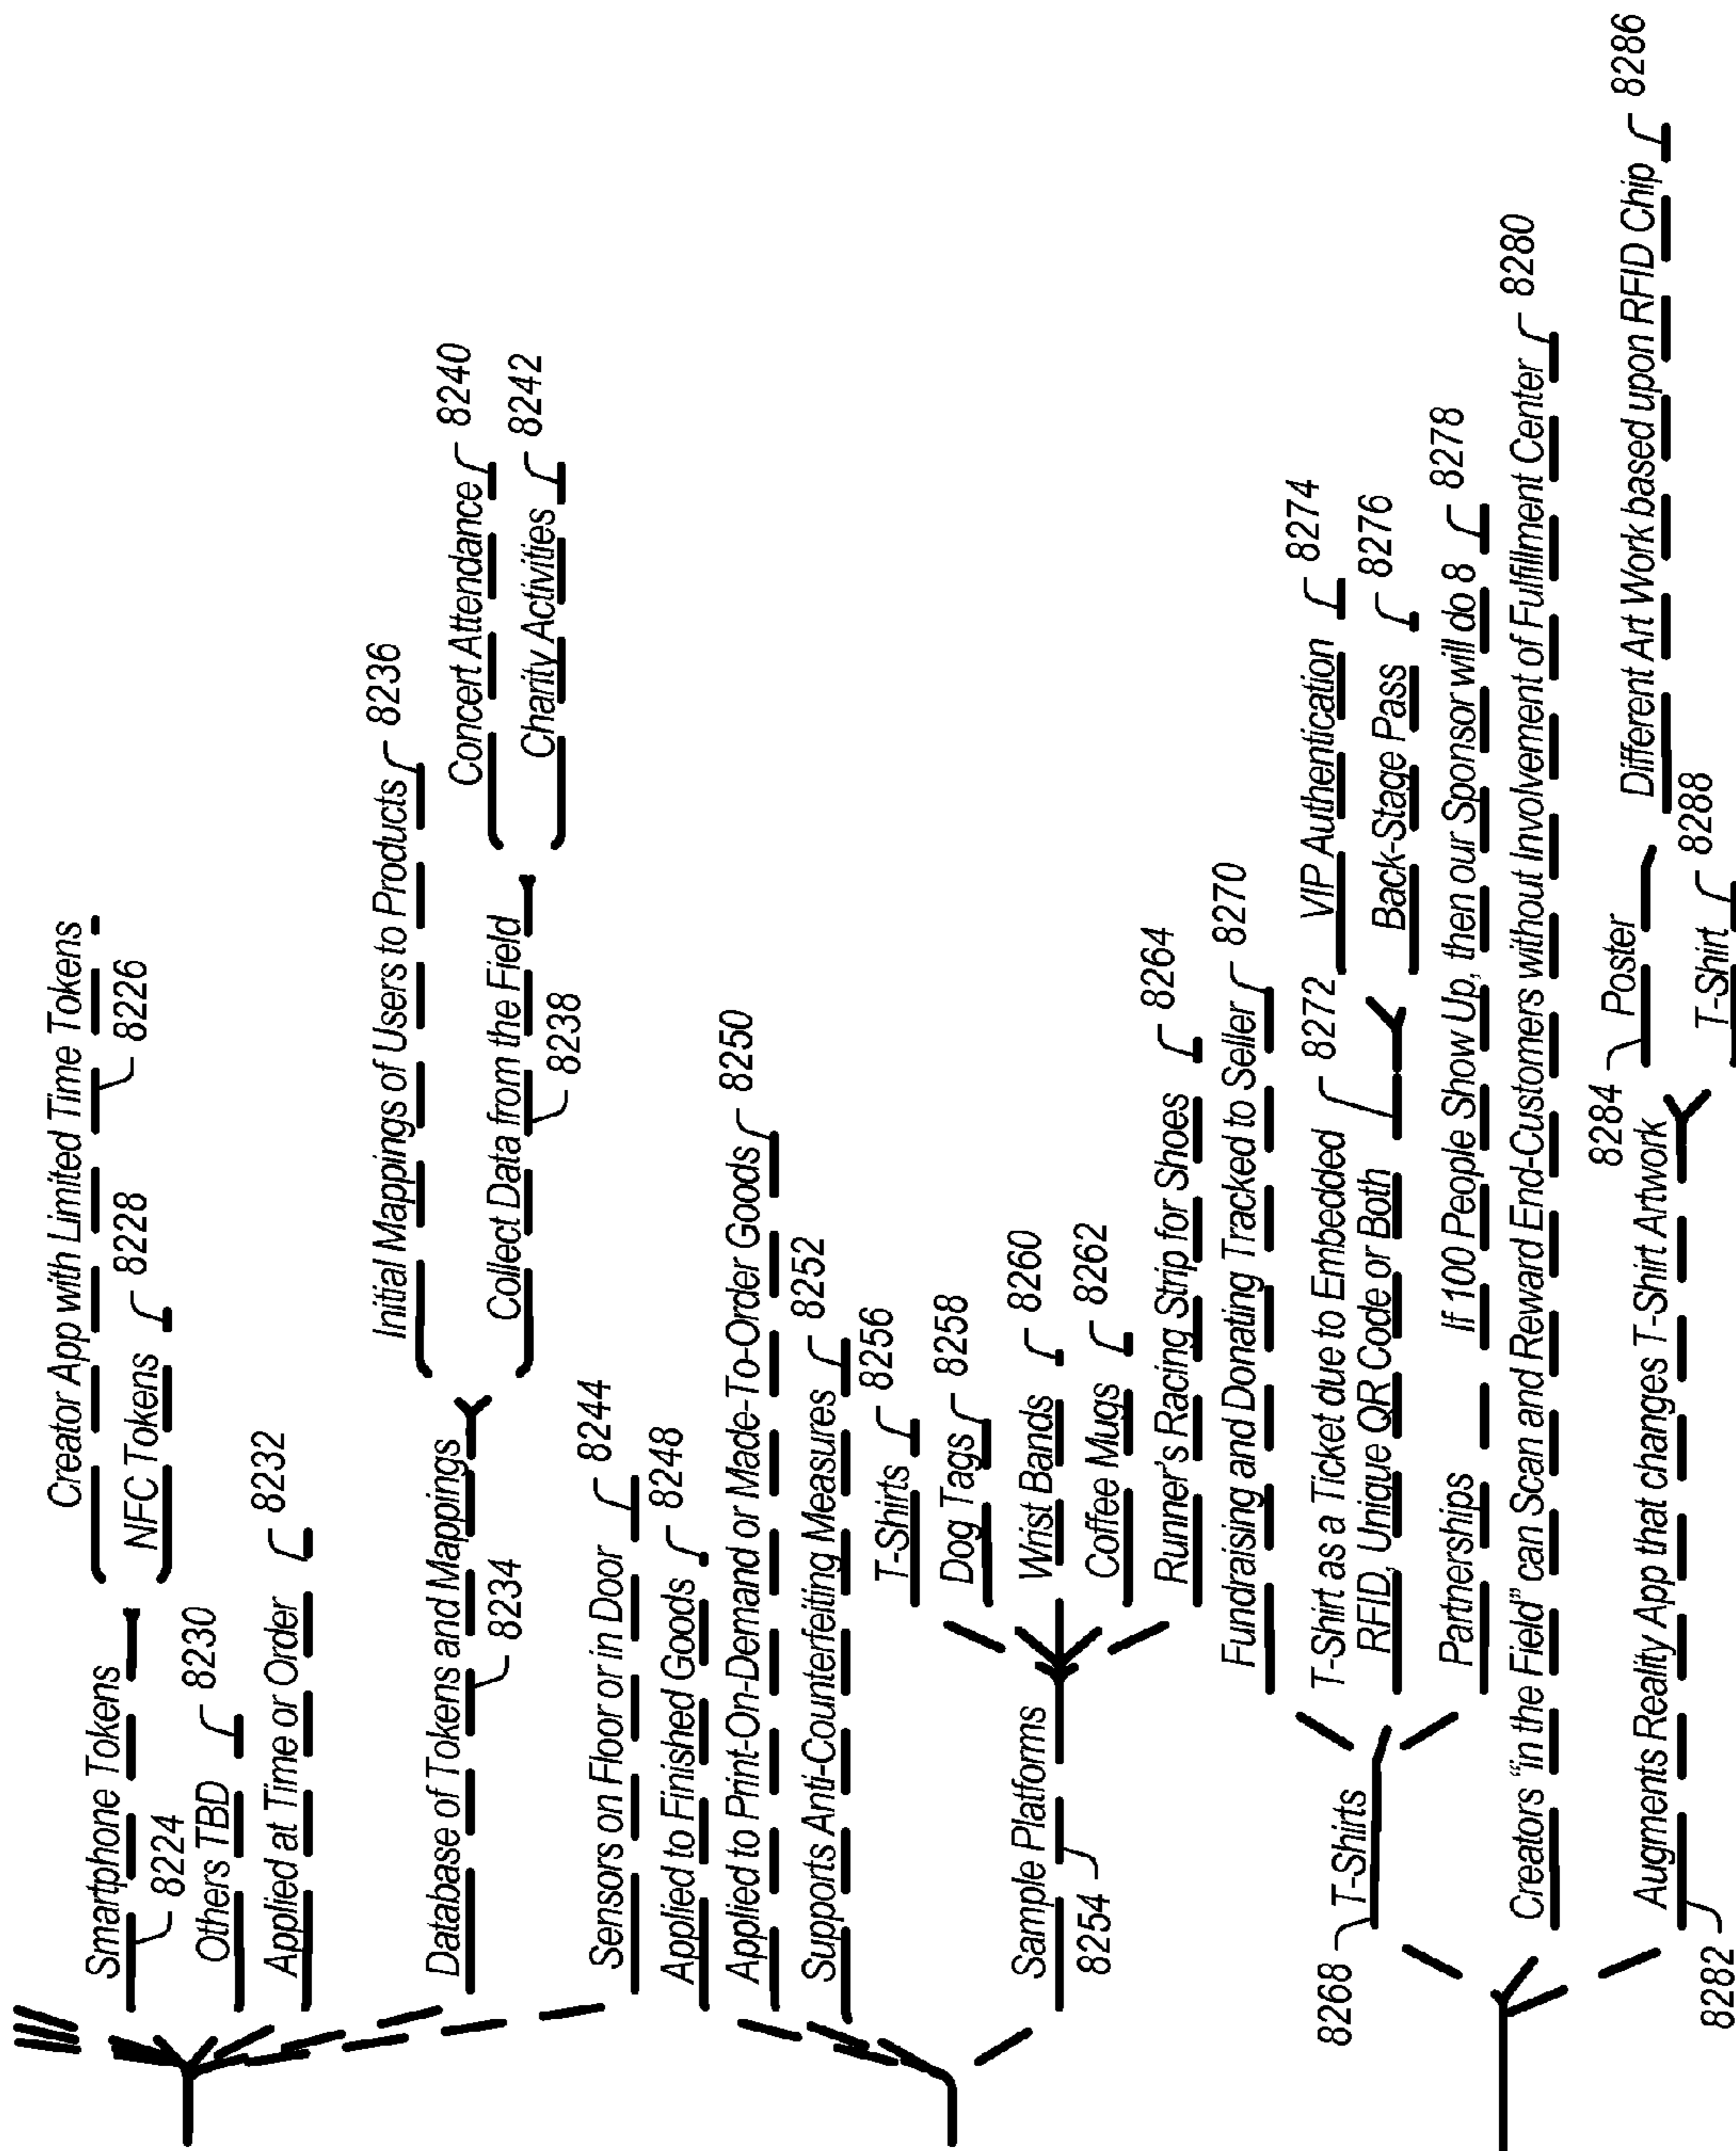 Creator App with Limited Time Tokens
8226
Smartphone Tokens
8224
NFC Tokens 8228
Others TBD 8230
Applied at Time or Order 8232
Initial Mappings of Users to Products 8236
Database of Tokens and Mappings
8234
Concert Attendance 8240
Collect Data from the Field
8238
Charity Activities 8242
Sensors on Floor or in Door 8244
Applied to Finished Goods 8248
Applied to Print-On-Demand or Made-To-Order Goods 8250
Supports Anti-Counterfeiting Measures 8252
T-Shirts 8256
Dog Tags 8258
Sample Platforms
8254
Wrist Bands 8260
Coffee Mugs 8262
Runner's Racing Strip for Shoes 8264
Fundraising and Donating Tracked to Seller 8270
8268 T-Shirts
T-Shirt as a Ticket due to Embedded 8272
RFID, Unique QR Code or Both
VIP Authentication 8274
Back-Stage Pass 8276
Partnerships
If 100 People Show Up, then our Sponsor will do 8 8278
Creators "in the Field" can Scan and Reward End-Customers without Involvement of Fulfillment Center 8280
Augments Reality App that changes T-Shirt Artwork
8282
8284 Poster
Different Art Work based upon RFID Chip 8286
T-Shirt 8288